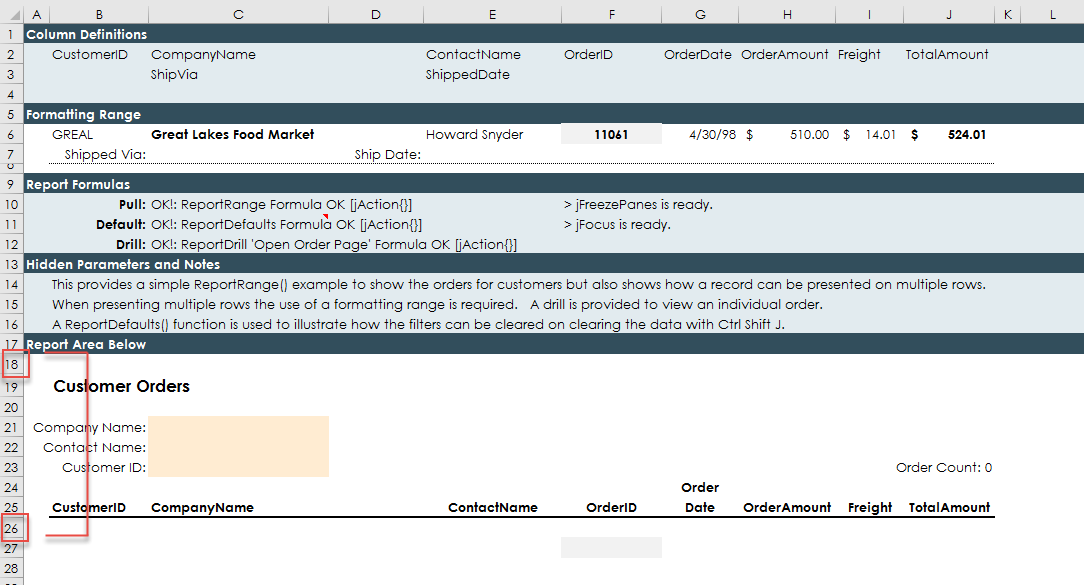 A B C D E F G H I J K L
1 Column Definitions
2 CustomerID CompanyName ContactName OrderID OrderDate OrderAmount Freight TotalAmount
3 ShipVia ShippedDate
4
5 Formatting Range
6 GREAL Great Lakes Food Market Howard Snyder 11061 4/30/98 $ 510.00 $ 14.01 $ 524.01
7 Shipped Via: Ship Date:
8
9 Report Formulas
10 Pull: OK!: ReportRange Formula OK [jAction{}] > jFreezePanes is ready.
11 Default: OK!: ReportDefaults Formula OK [jAction{}] > jFocus is ready.
12 Drill: OK!: ReportDrill 'Open Order Page' Formula OK [jAction{}]
13 Hidden Parameters and Notes
14 This provides a simple ReportRange() example to show the orders for customers but also shows how a record can be presented on multiple rows.
15 When presenting multiple rows the use of a formatting range is required. A drill is provided to view an individual order.
16 A ReportDefaults() function is used to illustrate how the filters can be cleared on clearing the data with Ctrl Shift J.
17 Report Area Below
18
19 Customer Orders
20
21 Company Name:
22 Contact Name:
23 Customer ID: Order Count: 0
24 Order
25 CustomerID CompanyName ContactName OrderID Date OrderAmount Freight TotalAmount
26
27
28